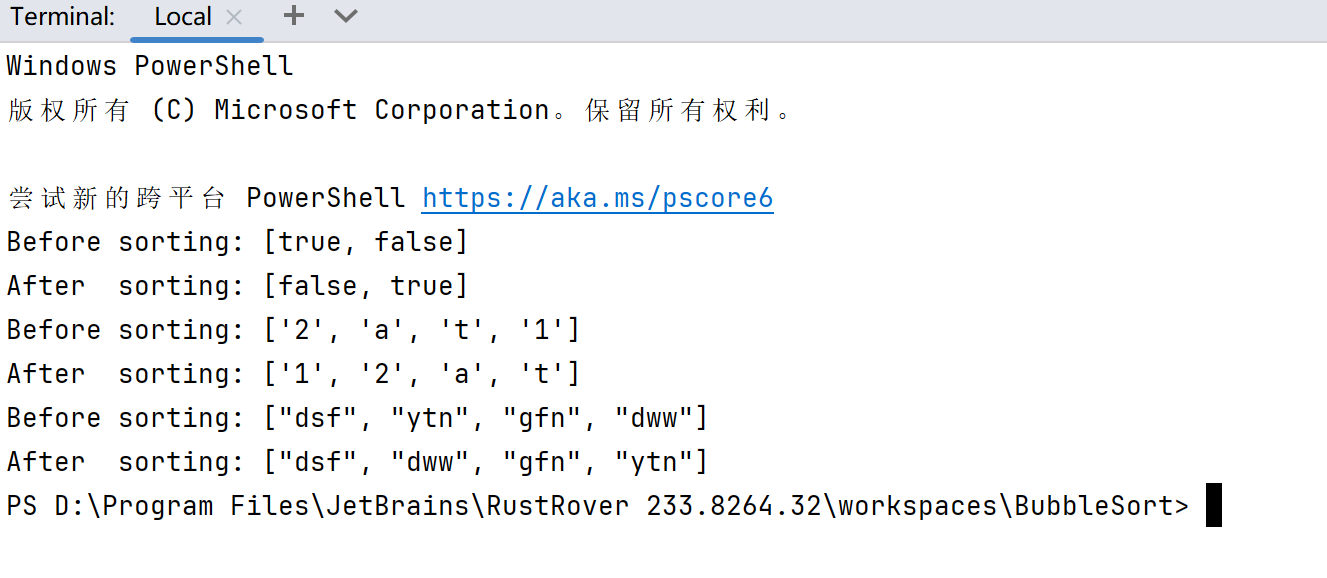 Terminal: Local
Windows PowerShell
版权所有 (C) Microsoft Corporation。保留所有权利。
尝试新的跨平台 PowerShell https://aka.ms/pscore6
Before sorting: [true, false]
After  sorting: [false, true]
Before sorting: ['2', 'a', 't', '1']
After  sorting: ['1', '2', 'a', 't']
Before sorting: ["dsf", "ytn", "gfn", "dww"]
After  sorting: ["dsf", "dww", "gfn", "ytn"]
PS D:\Program Files\JetBrains\RustRover 233.8264.32\workspaces\BubbleSort>